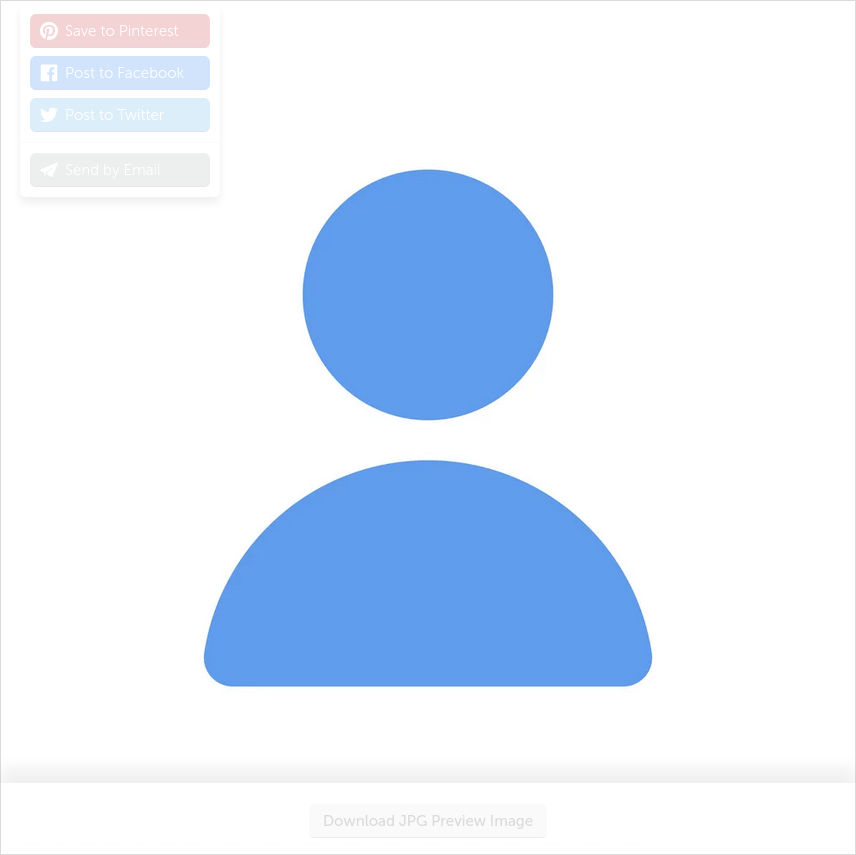 Save to Pinterest
Post to Facebook
Post to Twitter
Send by Email
Download JPG Preview Image